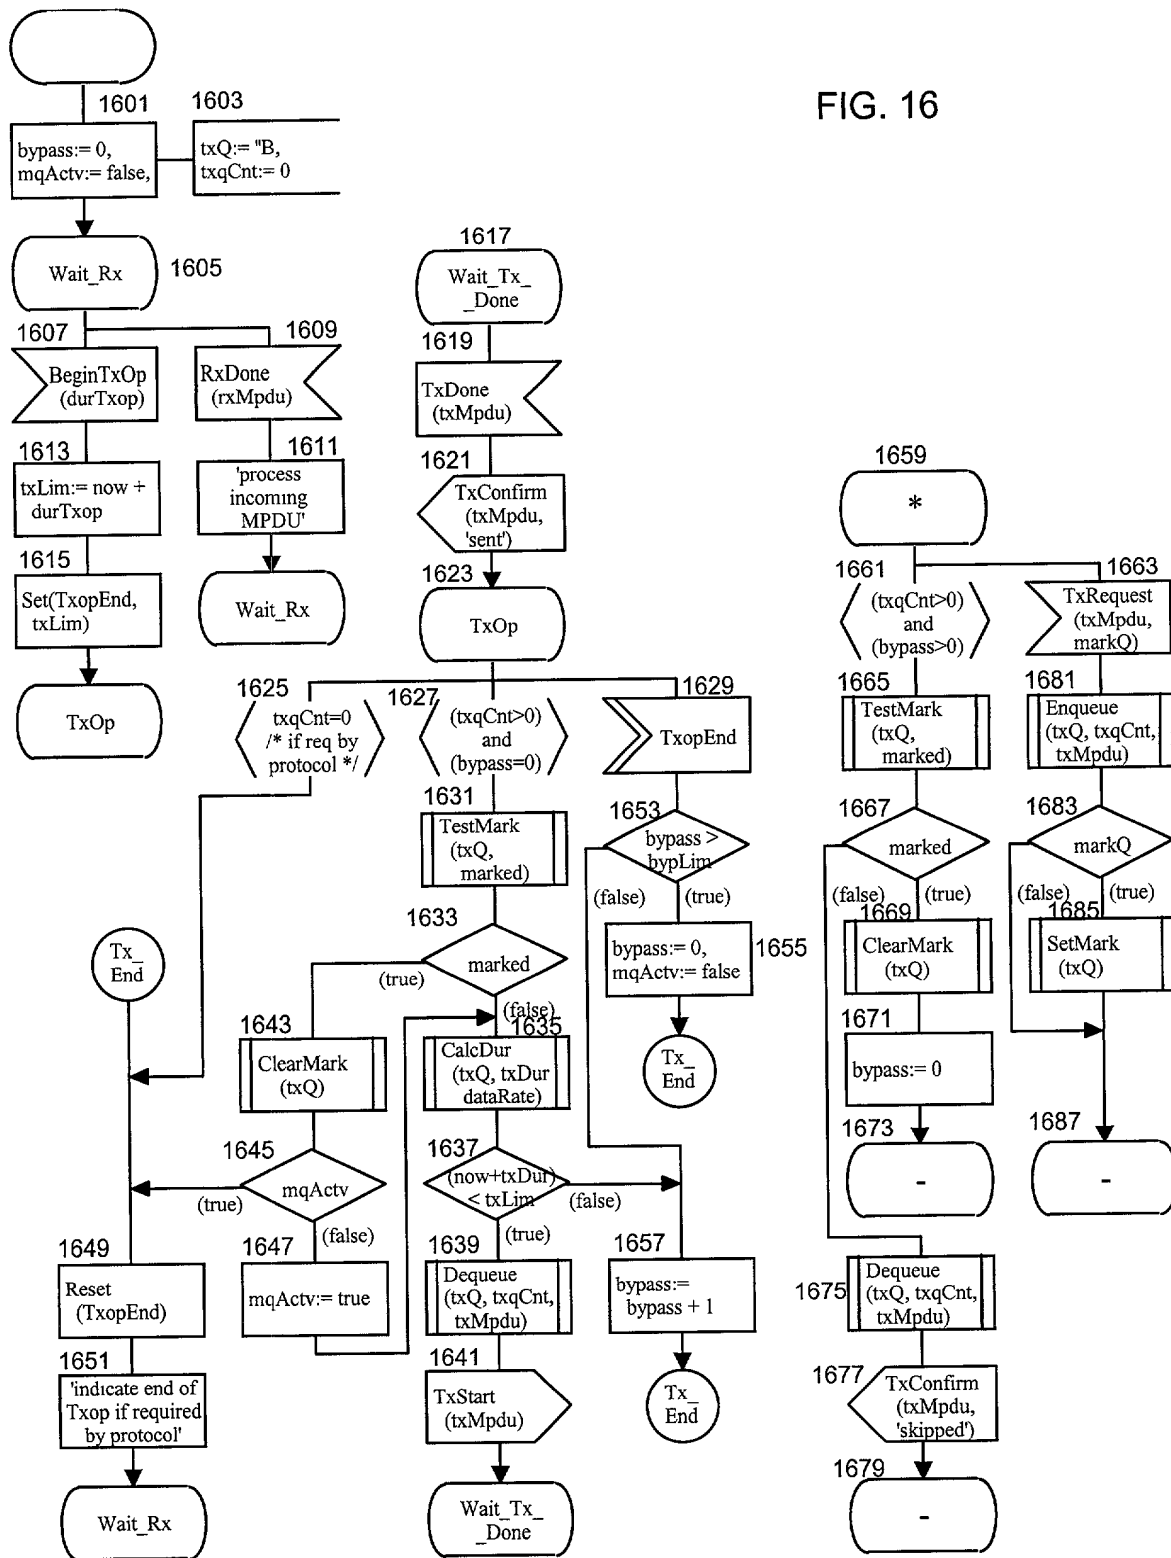 FIG. 16
1601
bypass:= 0,
mqActv:= false,
1603
txQ:= "B,
txqCnt:= 0
Wait_Rx
1605
1607
BeginTxOp
(durTxop)
1609
RxDone
(rxMpdu)
1613
txLim:= now +
durTxop
1611
'process
incoming
MPDU'
1615
Set(TxopEnd,
txLim)
Wait_Rx
TxOp
1617
Wait_Tx_
_Done
1619
TxDone
(txMpdu)
1621
TxConfirm
(txMpdu,
'sent')
1623
TxOp
1625
txqCnt=0
/* if req by
protocol */
1627
(txqCnt>0)
and
(bypass=0)
1629
TxopEnd
1631
TestMark
(txQ,
marked)
1653
bypass >
bypLim
(false)
(true)
1633
marked
(true)
(false)
bypass:= 0,
mqActv:= false
1655
Tx_
End
Tx_
End
1643
ClearMark
(txQ)
1635
CalcDur
(txQ, txDur
dataRate)
1645
mqActv
(true)
(false)
1637
(now+txDur)
< txLim
(false)
(true)
1649
Reset
(TxopEnd)
1647
mqActv:= true
1639
Dequeue
(txQ, txqCnt,
txMpdu)
1657
bypass:=
bypass + 1
1651
'indicate end of
Txop if required
by protocol'
1641
TxStart
(txMpdu)
Tx_
End
Wait_Rx
Wait_Tx_
_Done
1659
*
1661
(txqCnt>0)
and
(bypass>0)
1663
TxRequest
(txMpdu,
markQ)
1665
TestMark
(txQ,
marked)
1681
Enqueue
(txQ, txqCnt,
txMpdu)
1667
marked
(false)
(true)
1683
markQ
(false)
(true)
1669
ClearMark
(txQ)
1685
SetMark
(txQ)
1671
bypass:= 0
1673
-
1687
-
1675
Dequeue
(txQ, txqCnt,
txMpdu)
1677
TxConfirm
(txMpdu,
'skipped')
1679
-